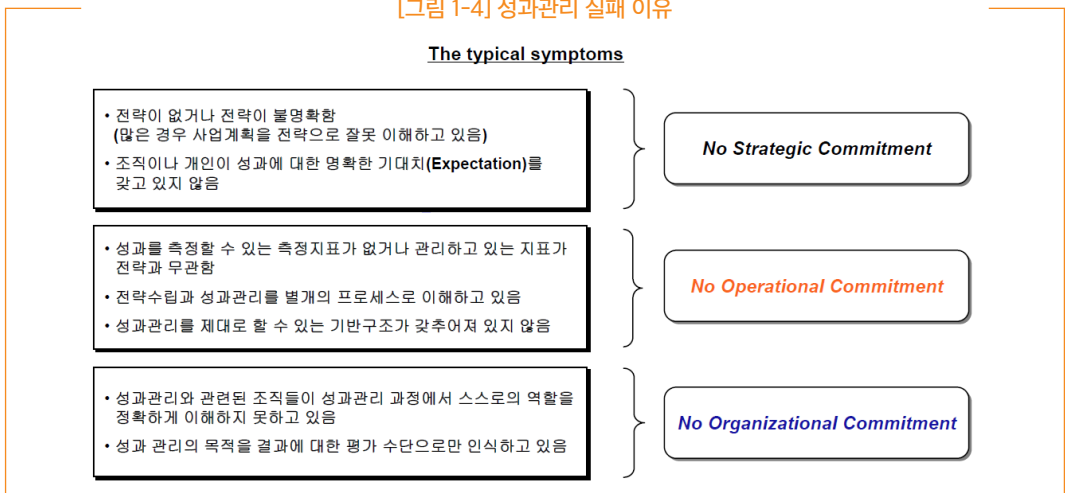 [그림 1-4] 성과관리 실패 이유
The typical symptoms
• 전략이 없거나 전략이 불명확함
(많은 경우 사업계획을 전략으로 잘못 이해하고 있음)
• 조직이나 개인이 성과에 대한 명확한 기대치(Expectation)를
갖고 있지 않음
No Strategic Commitment
• 성과를 측정할 수 있는 측정지표가 없거나 관리하고 있는 지표가
전략과 무관함
• 전략수립과 성과관리를 별개의 프로세스로 이해하고 있음
• 성과관리를 제대로 할 수 있는 기반구조가 갖추어져 있지 않음
No Operational Commitment
• 성과관리와 관련된 조직들이 성과관리 과정에서 스스로의 역할을
정확하게 이해하지 못하고 있음
• 성과 관리의 목적을 결과에 대한 평가 수단으로만 인식하고 있음
No Organizational Commitment